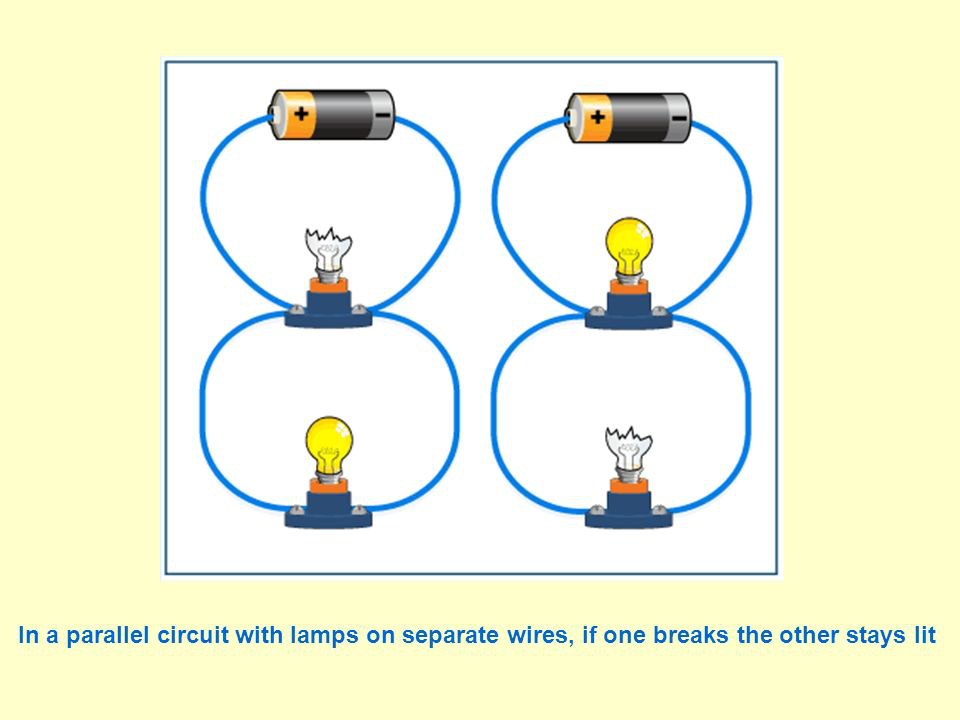 + − + −
In a parallel circuit with lamps on separate wires, if one breaks the other stays lit